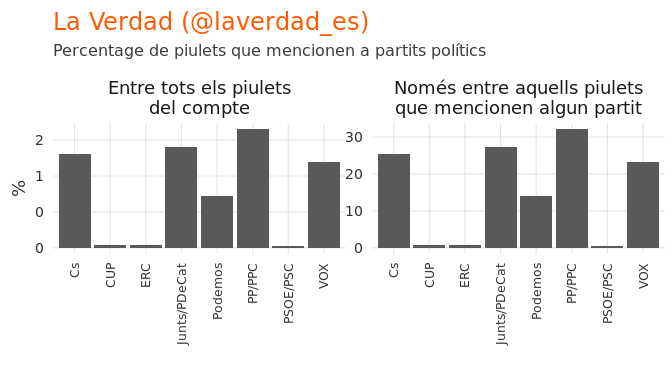 La Verdad (@laverdad_es)
Percentage de piulets que mencionen a partits polítics
Entre tots els piulets
del compte
Només entre aquells piulets
que mencionen algun partit
%
2
1
0
0
30
20
10
0
Cs
CUP
ERC
Junts/PDeCat
Podemos
PP/PPC
PSOE/PSC
VOX
Cs
CUP
ERC
Junts/PDeCat
Podemos
PP/PPC
PSOE/PSC
VOX